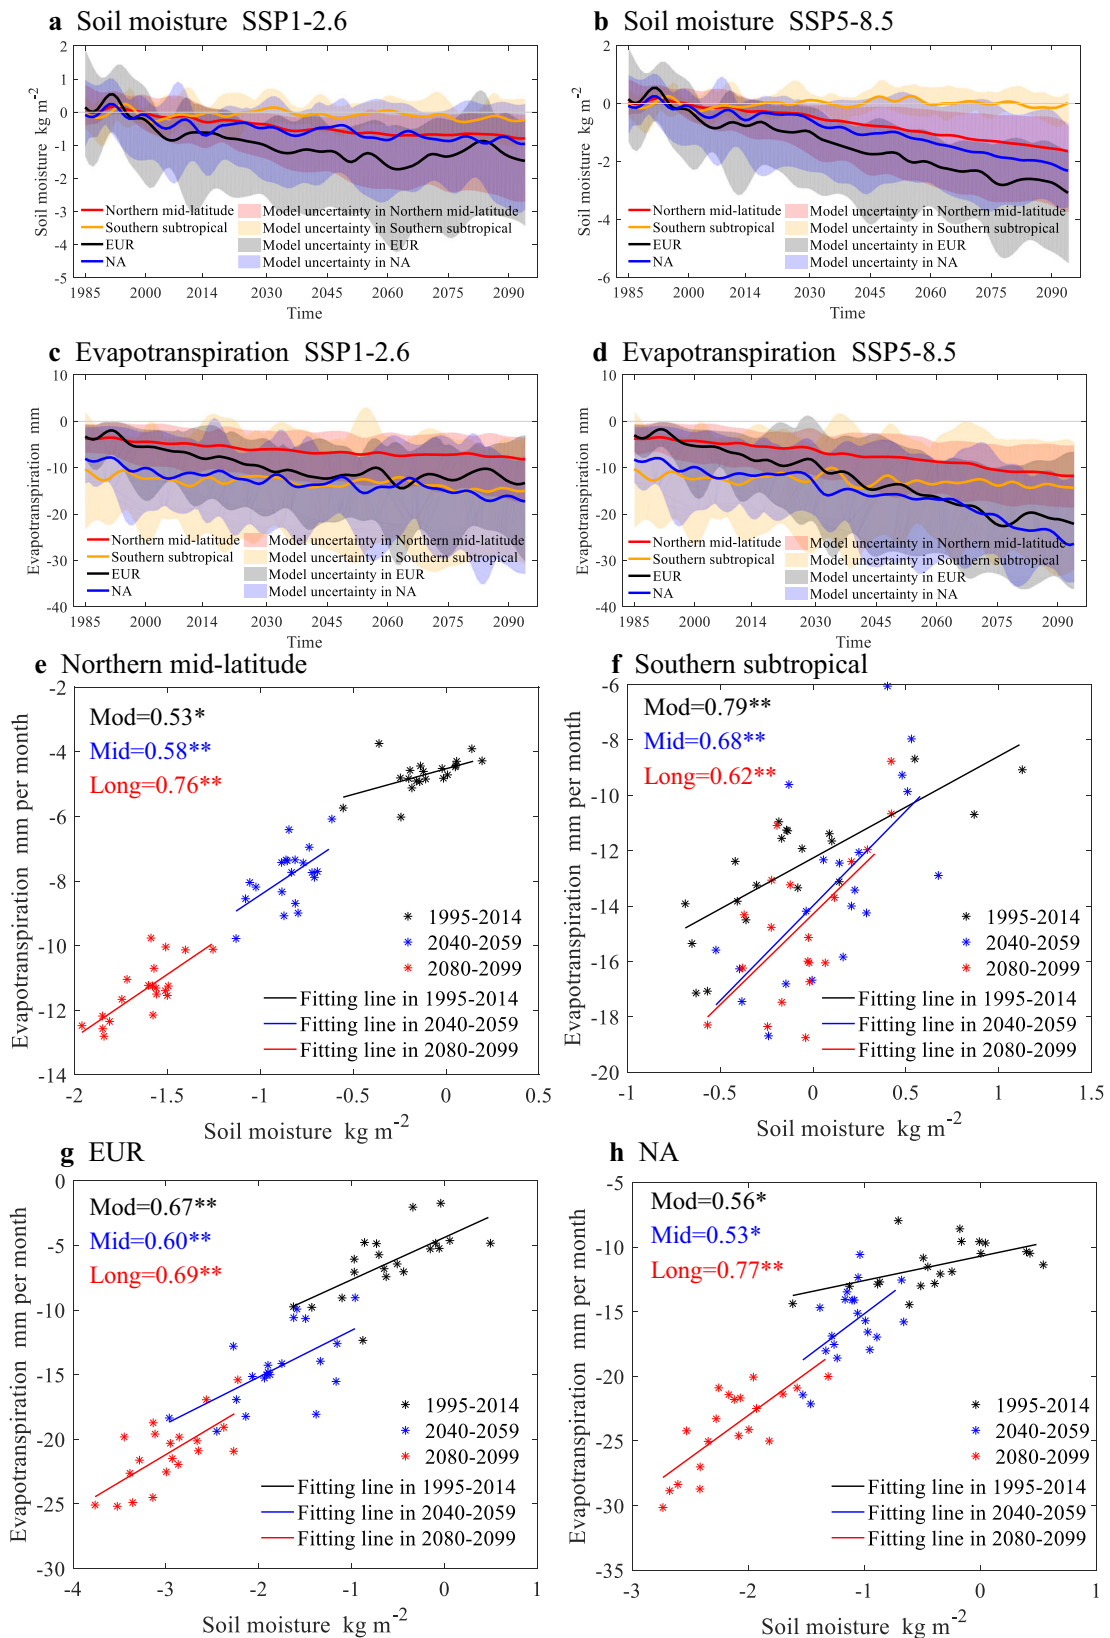 a Soil moisture SSP1-2.6
Soil moisture kg m-2
2
1
0
-1
-2
-3
-4
-5
Northern mid-latitude
Southern subtropical
EUR
NA
Model uncertainty in Northern mid-latitude
Model uncertainty in Southern subtropical
Model uncertainty in EUR
Model uncertainty in NA
1985 2000 2014 2030 2045 2060 2075 2090
Time
b Soil moisture SSP5-8.5
Soil moisture kg m-2
2
0
-2
-4
-6
Northern mid-latitude
Southern subtropical
EUR
NA
Model uncertainty in Northern mid-latitude
Model uncertainty in Southern subtropical
Model uncertainty in EUR
Model uncertainty in NA
1985 2000 2014 2030 2045 2060 2075 2090
Time
c Evapotranspiration SSP1-2.6
Evapotranspiration mm
10
0
-10
-20
-30
-40
Northern mid-latitude
Southern subtropical
EUR
NA
Model uncertainty in Northern mid-latitude
Model uncertainty in Southern subtropical
Model uncertainty in EUR
Model uncertainty in NA
1985 2000 2014 2030 2045 2060 2075 2090
Time
d Evapotranspiration SSP5-8.5
Evapotranspiration mm
10
0
-10
-20
-30
-40
Northern mid-latitude
Southern subtropical
EUR
NA
Model uncertainty in Northern mid-latitude
Model uncertainty in Southern subtropical
Model uncertainty in EUR
Model uncertainty in NA
1985 2000 2014 2030 2045 2060 2075 2090
Time
e Northern mid-latitude
Evapotranspiration mm per month
-2
-4
-6
-8
-10
-12
-14
Mod=0.53*
Mid=0.58**
Long=0.76**
1995-2014
2040-2059
2080-2099
Fitting line in 1995-2014
Fitting line in 2040-2059
Fitting line in 2080-2099
-2 -1.5 -1 -0.5 0 0.5
Soil moisture kg m-2
f Southern subtropical
Evapotranspiration mm per month
-6
-8
-10
-12
-14
-16
-18
-20
Mod=0.79**
Mid=0.68**
Long=0.62**
1995-2014
2040-2059
2080-2099
Fitting line in 1995-2014
Fitting line in 2040-2059
Fitting line in 2080-2099
-1 -0.5 0 0.5 1 1.5
Soil moisture kg m-2
g EUR
Evapotranspiration mm per month
0
-5
-10
-15
-20
-25
-30
Mod=0.67**
Mid=0.60**
Long=0.69**
1995-2014
2040-2059
2080-2099
Fitting line in 1995-2014
Fitting line in 2040-2059
Fitting line in 2080-2099
-4 -3 -2 -1 0 1
Soil moisture kg m-2
h NA
Evapotranspiration mm per month
0
-5
-10
-15
-20
-25
-30
-35
Mod=0.56*
Mid=0.53*
Long=0.77**
1995-2014
2040-2059
2080-2099
Fitting line in 1995-2014
Fitting line in 2040-2059
Fitting line in 2080-2099
-3 -2 -1 0 1
Soil moisture kg m-2